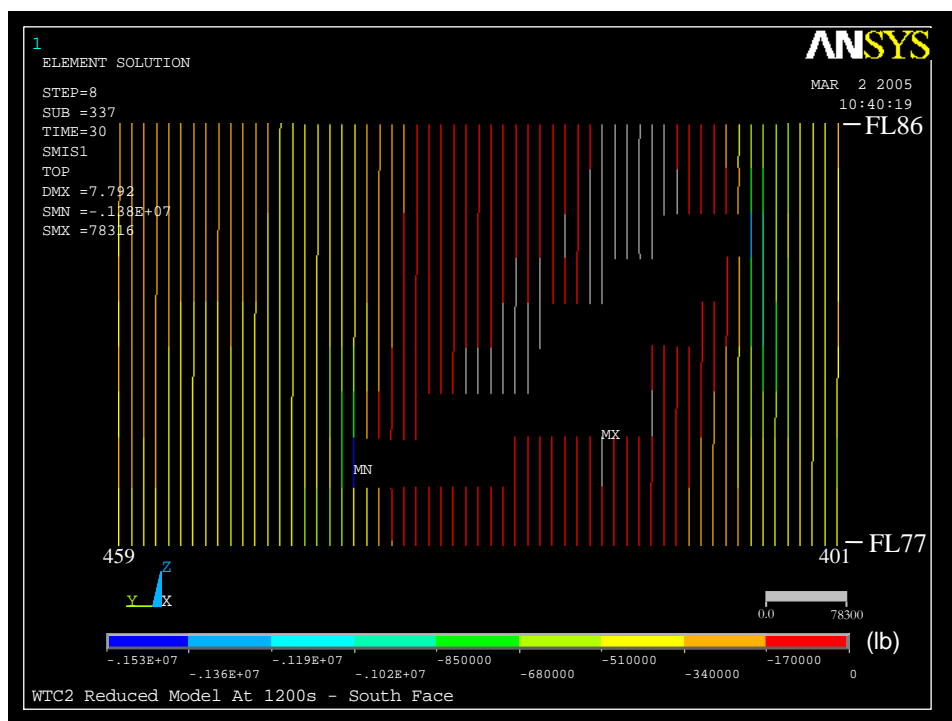 1
ANSYS
ELEMENT SOLUTION
MAR 2 2005
10:40:19
STEP=8
SUB =337
TIME=30
SMIS1
TOP
DMX =7.792
SMN =-.138E+07
SMX =78316
FL86
MX
MN
459
401
FL77
Z
Y
X
0.0
78300
(lb)
-.153E+07
-.119E+07
-850000
-510000
-170000
-.136E+07
-.102E+07
-680000
-340000
0
WTC2 Reduced Model At 1200s - South Face